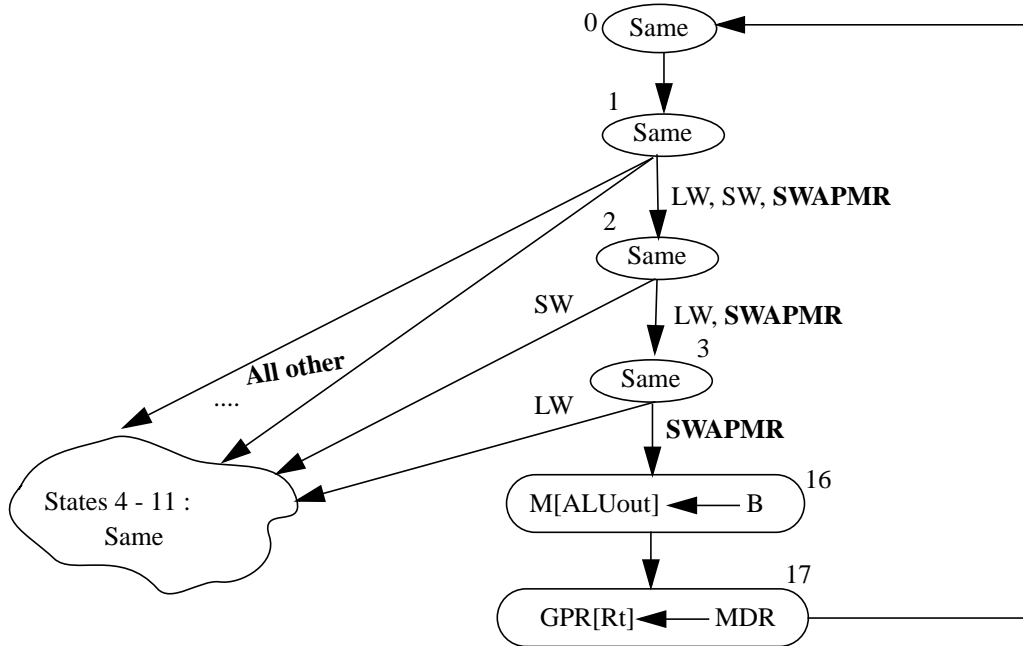 0
Same
1
Same
LW, SW, SWAPMR
2
Same
SW
LW, SWAPMR
3
Same
All other
....
LW
SWAPMR
States 4 - 11 :
Same
16
M[ALUout] B
17
GPR[Rt] MDR